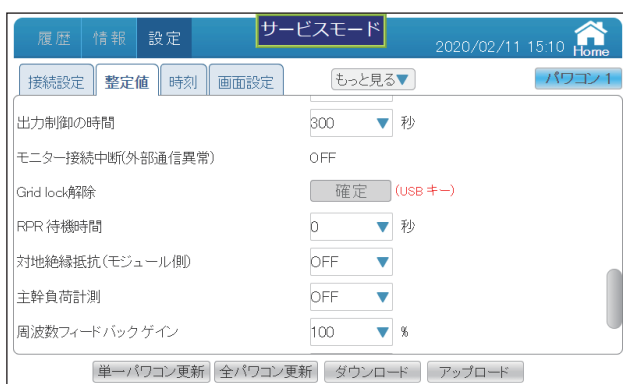 履歴 情報 設定 サービスモード 2020/02/11 15:10 Home
接続設定 整定値 時刻 画面設定 もっと見る▼ パワコン 1
出力制御の時間 300 ▼ 秒
モニター接続中断(外部通信異常) OFF
Grid lock解除 確定 (USB キー)
RPR 待機時間 0 ▼ 秒
対地絶縁抵抗(モジュール側) OFF ▼
主幹負荷計測 OFF ▼
周波数フィードバックゲイン 100 ▼ %
単一パワコン更新 全パワコン更新 ダウンロード アップロード